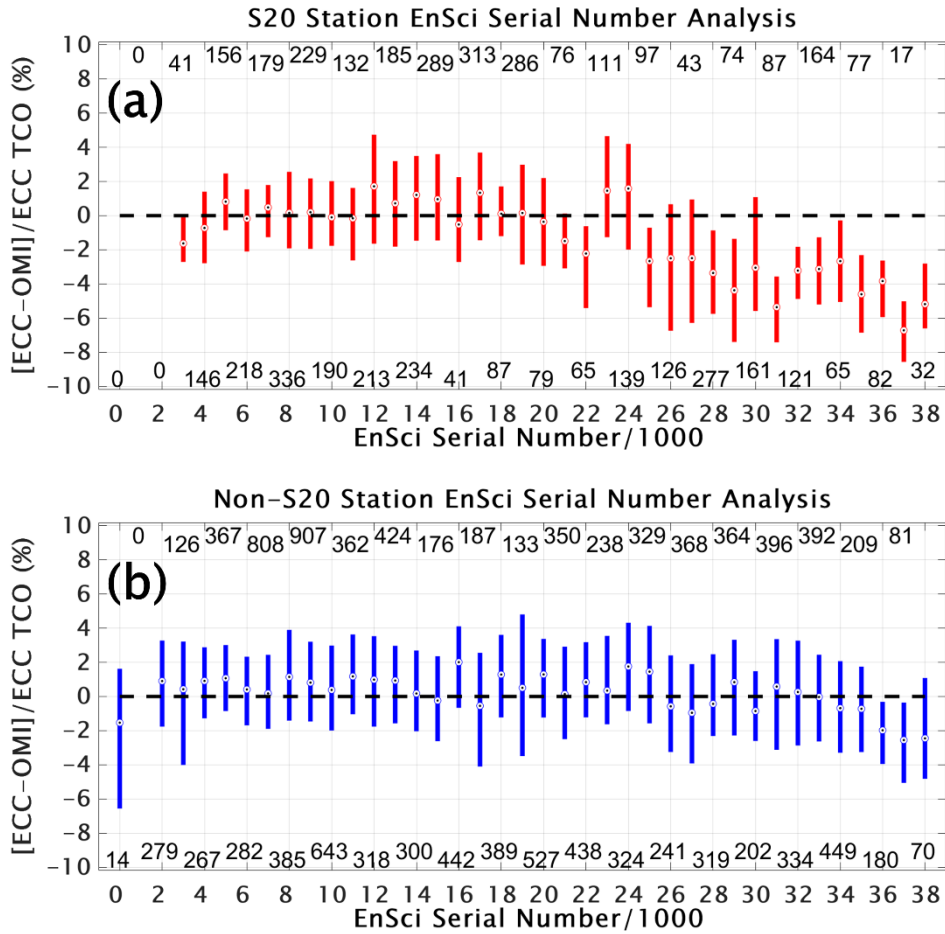 S20 Station EnSci Serial Number Analysis
[ECC-OMI]/ECC TCO (%)
10
8
6
4
2
0
-2
-4
-6
-8
-10
(a)
0 156 229 185 313 76 97 74 164 17
41 179 132 289 286 111 43 87 77
0 218 190 234 87 65 126 161 65 32
0 146 336 213 41 79 139 277 121 82
0 2 4 6 8 10 12 14 16 18 20 22 24 26 28 30 32 34 36 38
EnSci Serial Number/1000
Non-S20 Station EnSci Serial Number Analysis
[ECC-OMI]/ECC TCO (%)
10
8
6
4
2
0
-2
-4
-6
-8
-10
(b)
0 367 907 424 187 350 329 364 392 81
126 808 362 176 133 238 368 396 209
279 282 643 300 389 438 241 202 449 70
14 267 385 318 442 527 324 319 334 180
0 2 4 6 8 10 12 14 16 18 20 22 24 26 28 30 32 34 36 38
EnSci Serial Number/1000